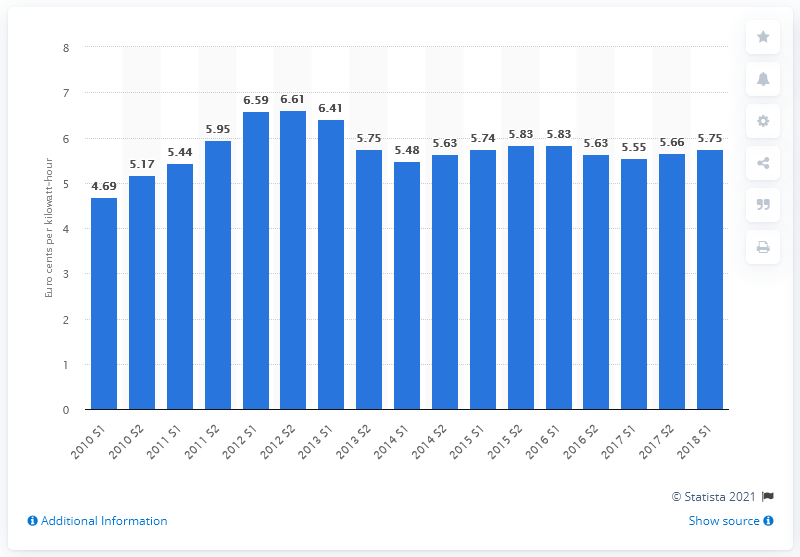 8
7
6
5
4
3
2
1
0
Euro cents per kilowatt-hour
4.69
5.17
5.44
5.95
6.59
6.61
6.41
5.75
5.48
5.63
5.74
5.83
5.83
5.63
5.55
5.66
5.75
2010 S1
2010 S2
2011 S1
2011 S2
2012 S1
2012 S2
2013 S1
2013 S2
2014 S1
2014 S2
2015 S1
2015 S2
2016 S1
2016 S2
2017 S1
2017 S2
2018 S1
© Statista 2021
Additional Information
Show source